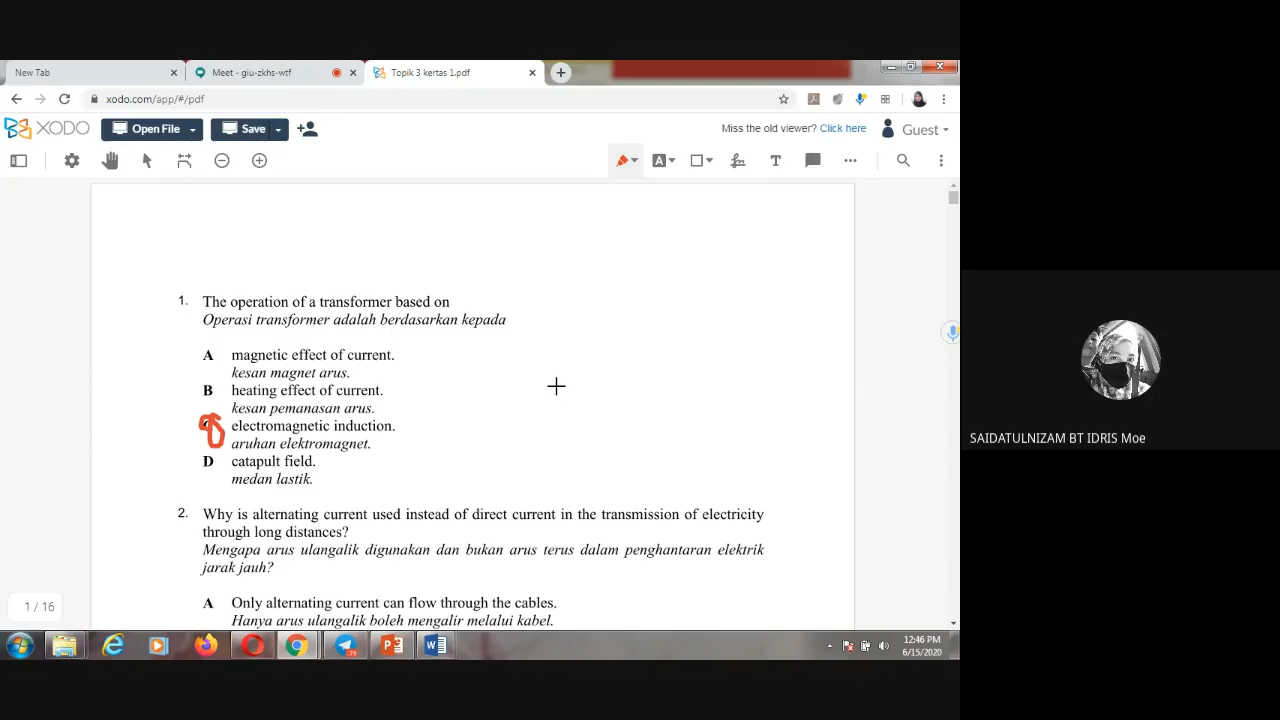 New Tab
Meet - giu-zkhs-wtf
Topik 3 kertas 1.pdf
xodo.com/app/#/pdf
XODO
Open File
Save
Miss the old viewer? Click here
Guest
A
T
1. The operation of a transformer based on
Operasi transformer adalah berdasarkan kepada
A magnetic effect of current.
kesan magnet arus.
B heating effect of current.
kesan pemanasan arus.
electromagnetic induction.
aruhan elektromagnet.
D catapult field.
medan lastik.
2. Why is alternating current used instead of direct current in the transmission of electricity
through long distances?
Mengapa arus ulangalik digunakan dan bukan arus terus dalam penghantaran elektrik
jarak jauh?
A Only alternating current can flow through the cables.
Hanya arus ulangalik boleh mengalir melalui kabel.
1 / 16
12:46 PM
6/15/2020
SAIDATULNIZAM BT IDRIS Moe